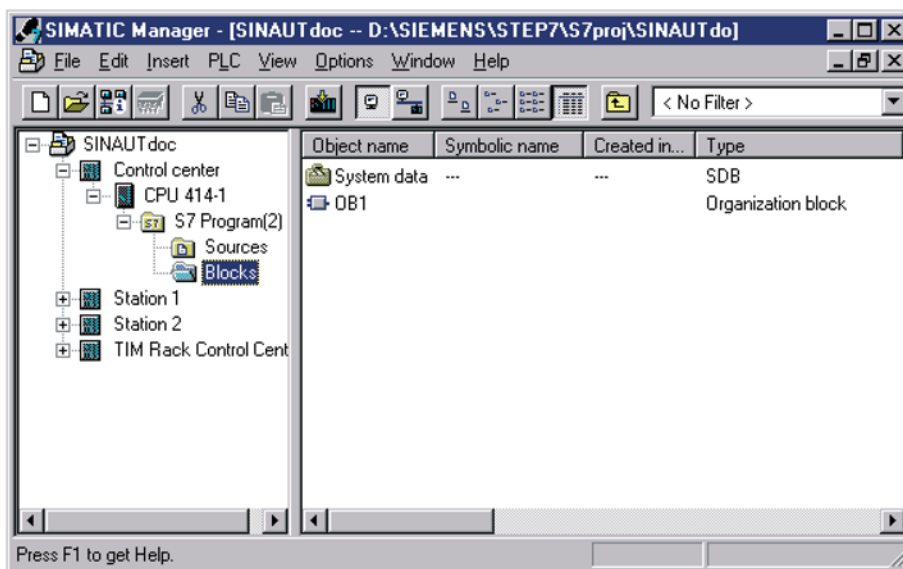 SIMATIC Manager - [SINAUTdoc -- D:\SIEMENS\STEP7\S7proj\SINAUTdo]
File Edit Insert PLC View Options Window Help
< No Filter >
SINAUTdoc
Control center
CPU 414-1
S7 Program(2)
Sources
Blocks
Station 1
Station 2
TIM Rack Control Cent
Object name Symbolic name Created in... Type
System data --- --- SDB
OB1 Organization block
Press F1 to get Help.